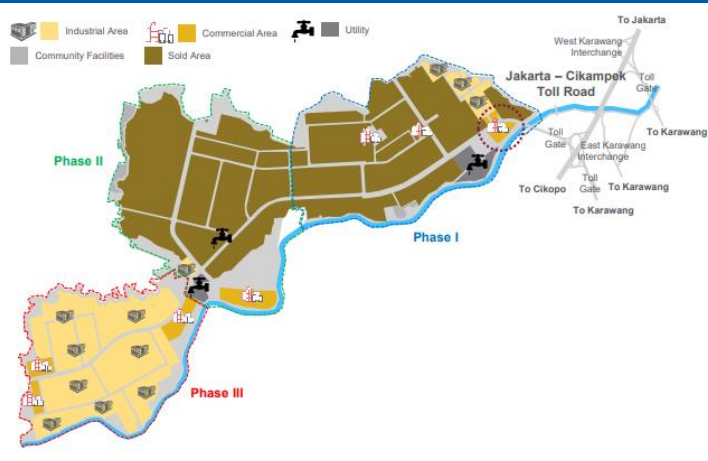 Industrial Area
Commercial Area
Utility
Community Facilities
Sold Area
To Jakarta
West Karawang
Interchange
Jakarta – Cikampek
Toll Road
Toll
Gate
To Karawang
Toll
Gate
East Karawang
Interchange
Toll
Gate
To Karawang
To Cikopo
To Karawang
Phase II
Phase I
Phase III